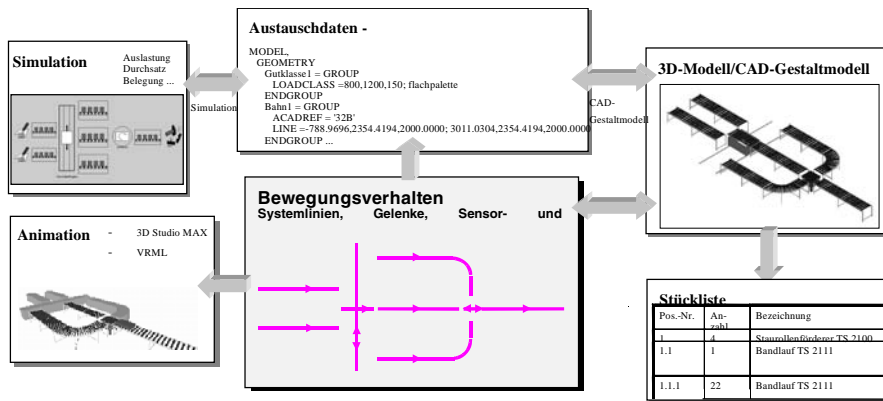 Austauschdaten -
MODEL,
GEOMETRY
Gutklasse1 = GROUP
LOADCLASS =800,1200,150; flachpalette
ENDGROUP
Bahn1 = GROUP
ACADREF = '32B'
LINE =-788.9696,2354.4194,2000.0000; 3011.0304,2354.4194,2000.0000
ENDGROUP ...
Simulation
Auslastung
Durchsatz
Belegung ...
Simulation
CAD-
Gestaltmodell
3D-Modell/CAD-Gestaltmodell
Bewegungsverhalten
Systemlinien, Gelenke, Sensor- und
Animation
- 3D Studio MAX
- VRML
Stückliste
Pos.-Nr. An- Bezeichnung
zahl
1 4 Staurollenförderer TS 2100
1.1 1 Bandlauf TS 2111
1.1.1 22 Bandlauf TS 2111